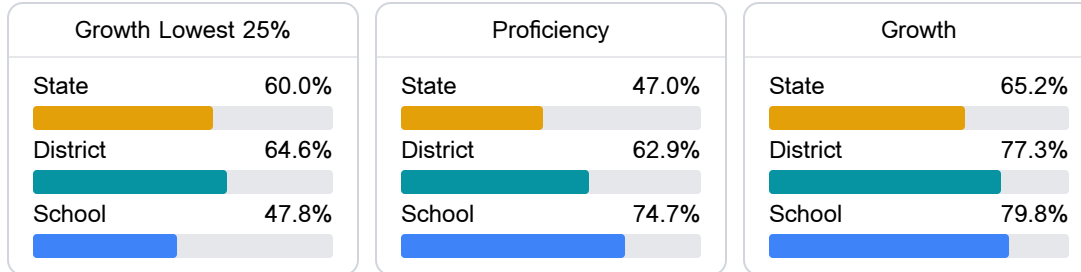 Growth Lowest 25%
State 60.0%
District 64.6%
School 47.8%
Proficiency
State 47.0%
District 62.9%
School 74.7%
Growth
State 65.2%
District 77.3%
School 79.8%